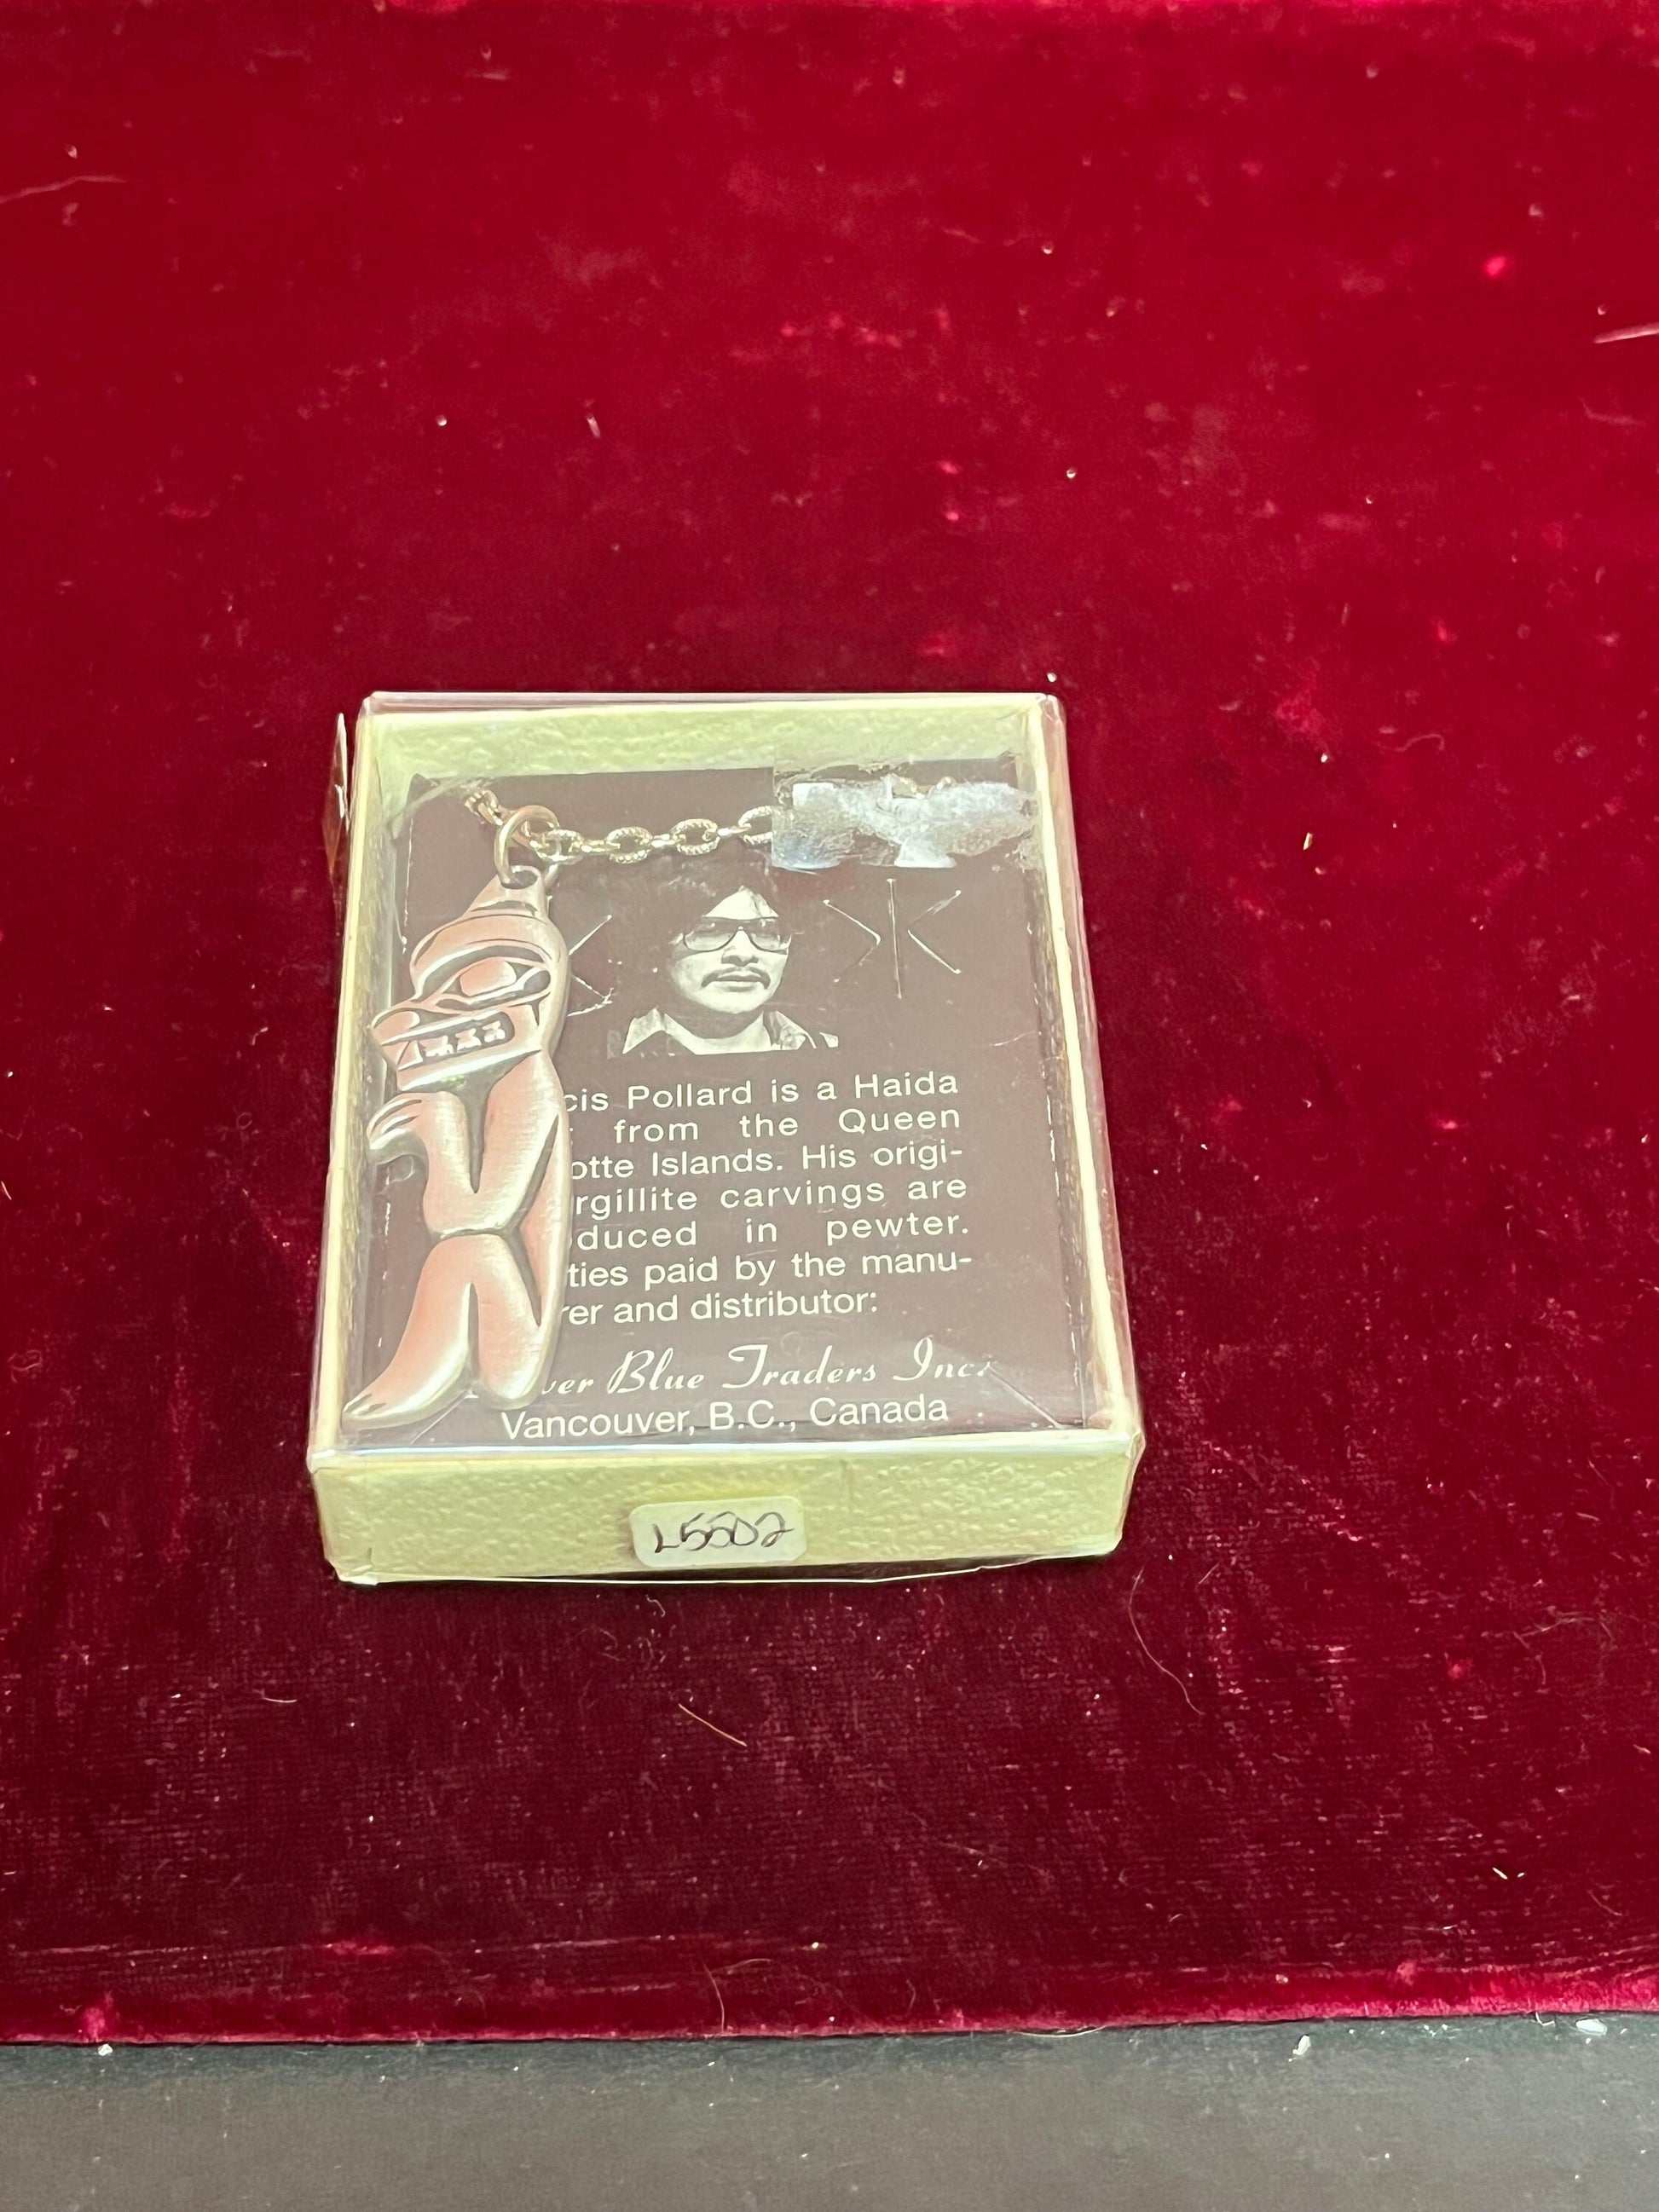 cis Pollard is a Haida
from the Queen
otte Islands. His origi-
rgillite carvings are
duced in pewter.
ties paid by the manu-
rer and distributor:
ver Blue Traders Inc.
Vancouver, B.C., Canada
L5502